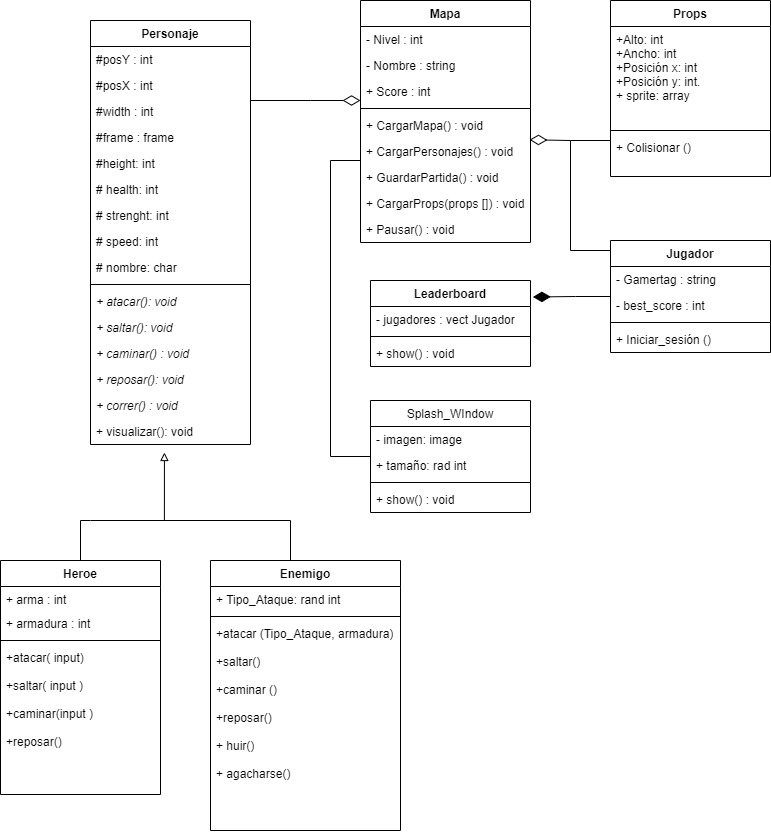 Personaje
#posY : int
#posX : int
#width : int
#frame : frame
#height: int
# health: int
# strenght: int
# speed: int
# nombre: char
+ atacar(): void
+ saltar(): void
+ caminar() : void
+ reposar(): void
+ correr() : void
+ visualizar(): void
Mapa
- Nivel : int
- Nombre : string
+ Score : int
+ CargarMapa() : void
+ CargarPersonajes() : void
+ GuardarPartida() : void
+ CargarProps(props []) : void
+ Pausar() : void
Props
+Alto: int
+Ancho: int
+Posición x: int
+Posición y: int.
+ sprite: array
+ Colisionar ()
Jugador
- Gamertag : string
- best_score : int
+ Iniciar_sesión ()
Leaderboard
- jugadores : vect Jugador
+ show() : void
Splash_WIndow
- imagen: image
+ tamaño: rad int
+ show() : void
Heroe
+ arma : int
+ armadura : int
+atacar( input)
+saltar( input )
+caminar(input )
+reposar()
Enemigo
+ Tipo_Ataque: rand int
+atacar (Tipo_Ataque, armadura)
+saltar()
+caminar ()
+reposar()
+ huir()
+ agacharse()